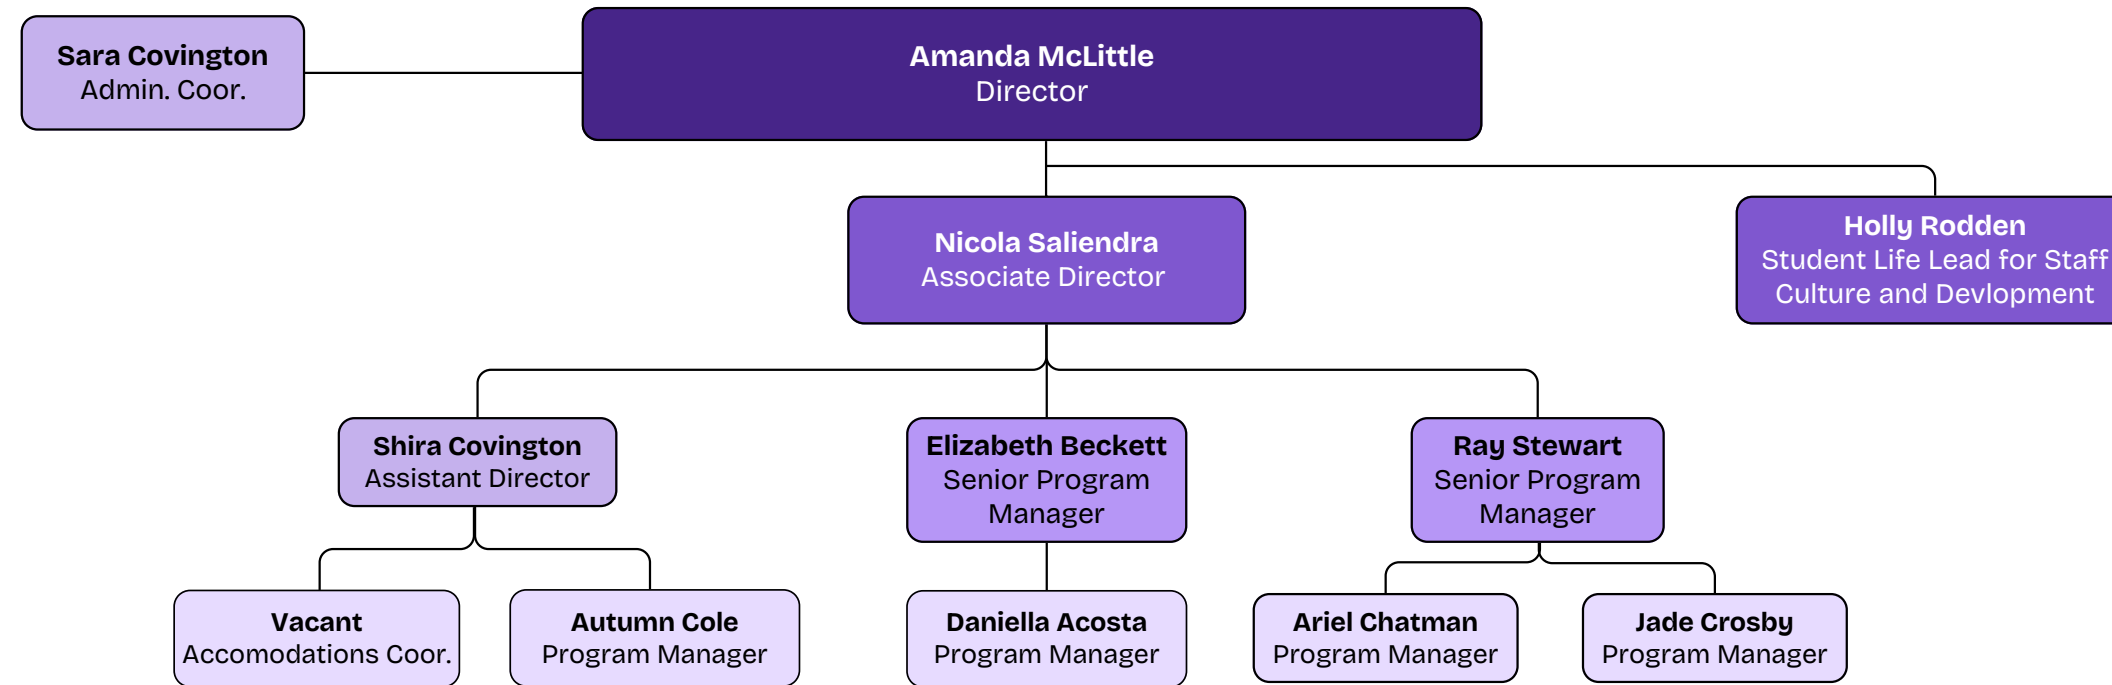 Sara Covington
Admin. Coor.
Amanda McLittle
Director
Nicola Saliendra
Associate Director
Holly Rodden
Student Life Lead for Staff
Culture and Devlopment
Shira Covington
Assistant Director
Elizabeth Beckett
Senior Program
Manager
Ray Stewart
Senior Program
Manager
Vacant
Accomodations Coor.
Autumn Cole
Program Manager
Daniella Acosta
Program Manager
Ariel Chatman
Program Manager
Jade Crosby
Program Manager